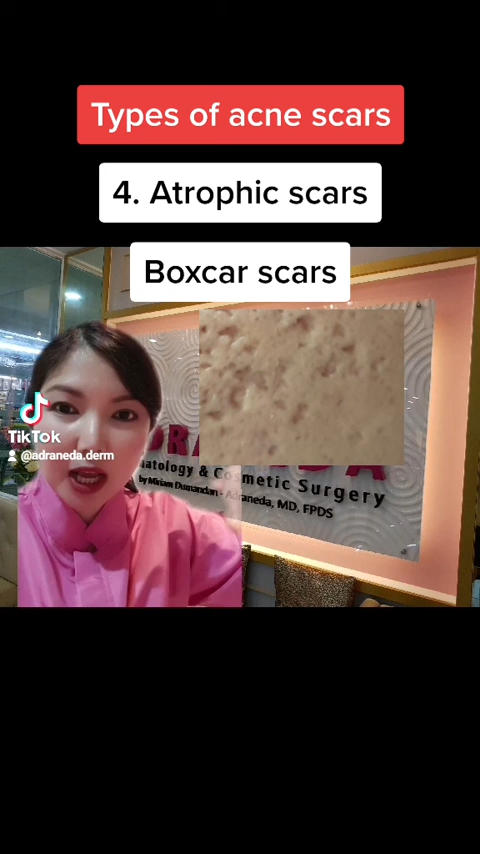 Types of acne scars
4. Atrophic scars
Boxcar scars
TikTok
@adraneda.derm
matology & Cosmetic Surgery
by Miriam Dumandan - Adraneda, MD, FPDS